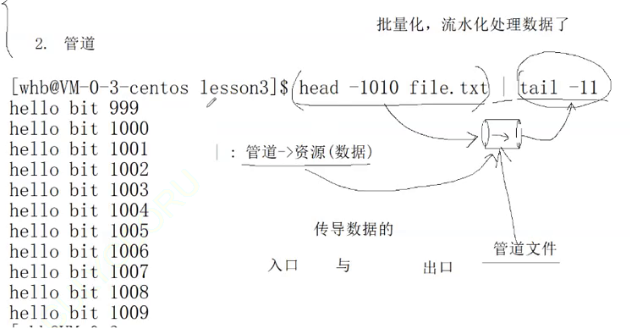 批量化，流水化处理数据了
2. 管道
[whb@VM-0-3-centos lesson3]$ head -1010 file.txt | tail -11
hello bit 999
hello bit 1000
hello bit 1001
| : 管道->资源(数据)
hello bit 1002
hello bit 1003
hello bit 1004
hello bit 1005
传导数据的
hello bit 1006
管道文件
hello bit 1007
入口 与 出口
hello bit 1008
hello bit 1009